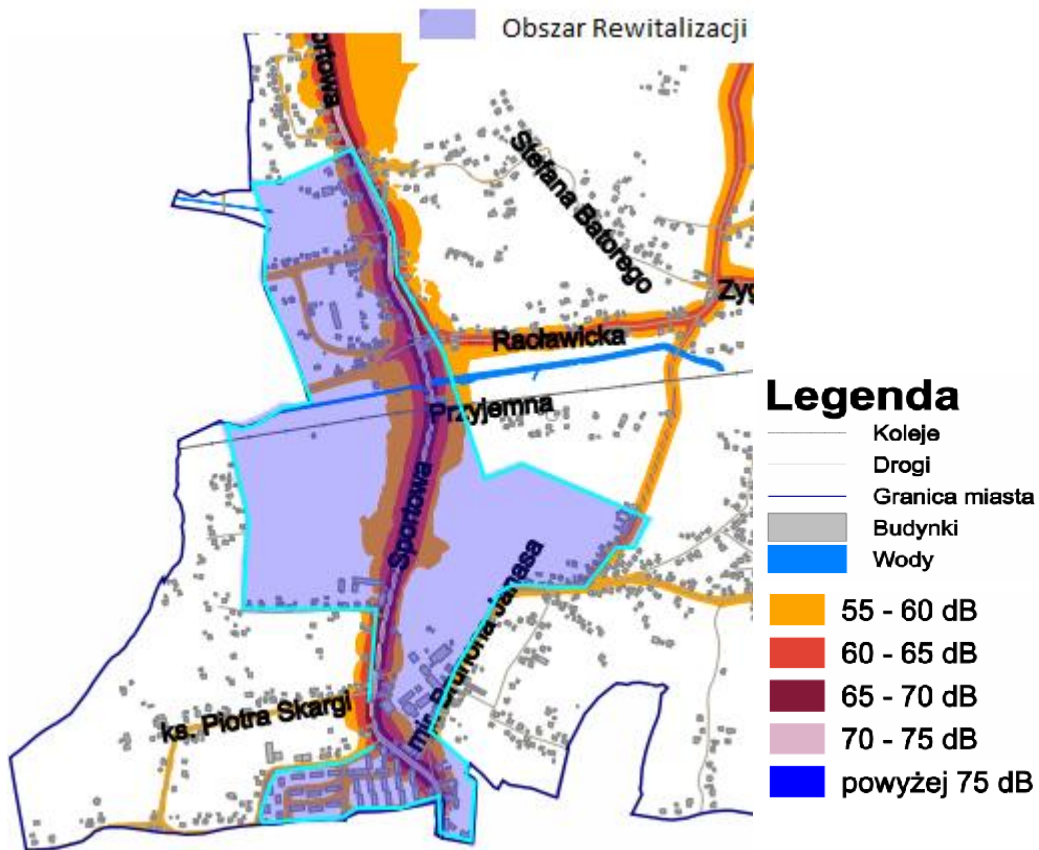 Obszar Rewitalizacji
Stefana Batorego
Zyg
Racławicka
Przyjemna
Sportowa
ks. Piotra Skargi
Legenda
Koleje
Drogi
Granica miasta
Budynki
Wody
55 - 60 dB
60 - 65 dB
65 - 70 dB
70 - 75 dB
powyżej 75 dB